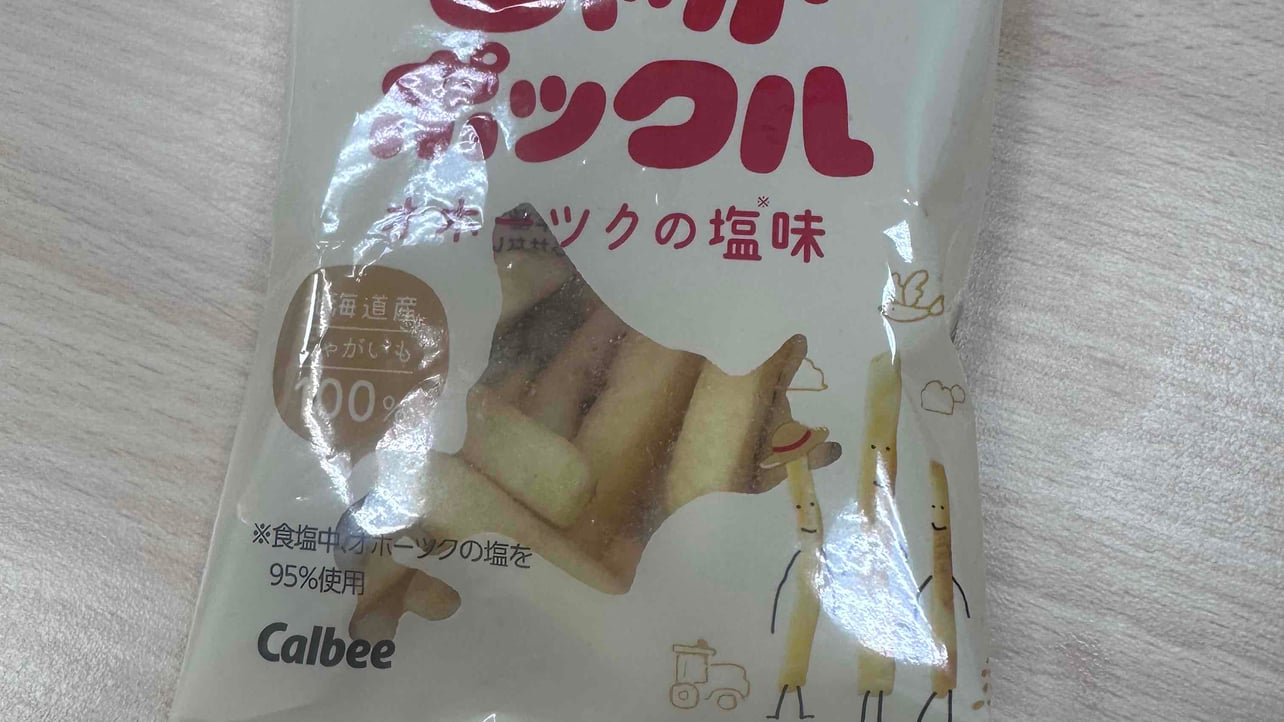 ポックル
オホーツクの塩※味
海道産
ゃがいも
100%
※食塩中、オホーツクの塩を
95%使用
Calbee